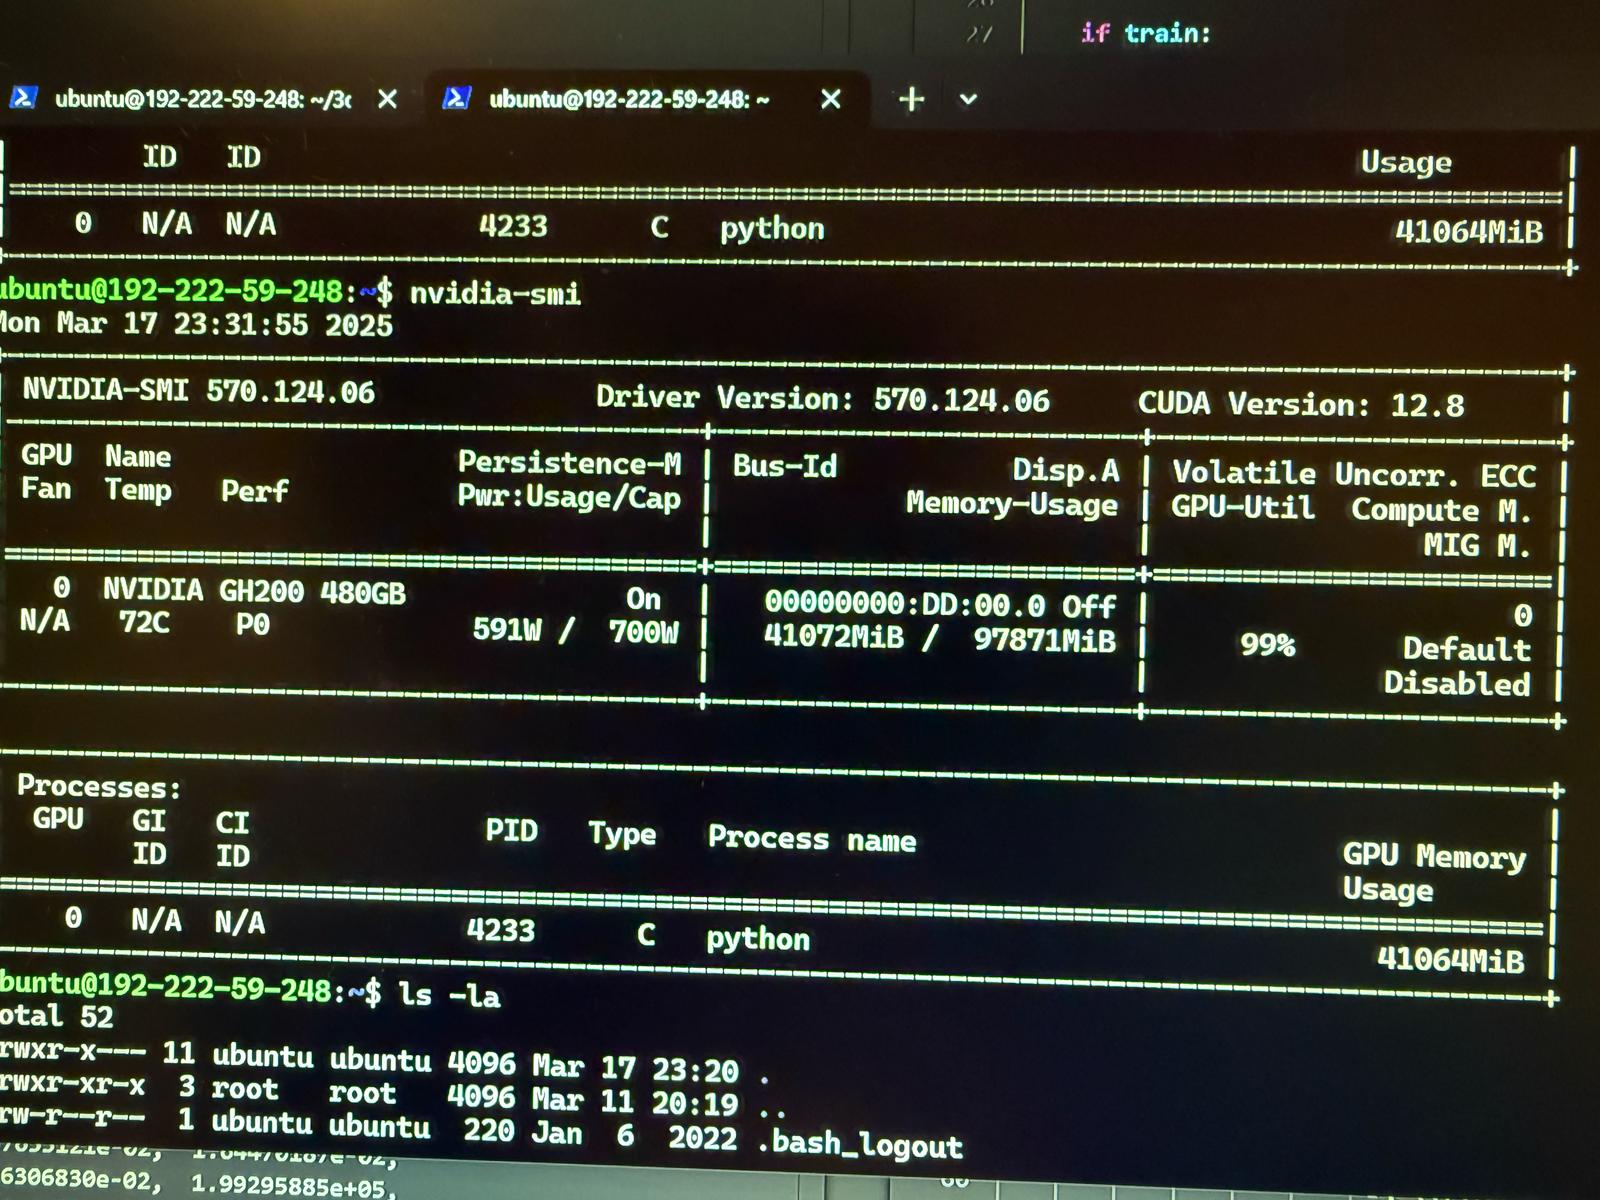 27 if train:
ubuntu@192-222-59-248: ~/3c ubuntu@192-222-59-248: ~
ID ID Usage
0 N/A N/A 4233 C python 41064MiB
ubuntu@192-222-59-248:~$ nvidia-smi
Mon Mar 17 23:31:55 2025
NVIDIA-SMI 570.124.06 Driver Version: 570.124.06 CUDA Version: 12.8
GPU Name Persistence-M | Bus-Id Disp.A | Volatile Uncorr. ECC
Fan Temp Perf Pwr:Usage/Cap | Memory-Usage | GPU-Util Compute M.
MIG M.
0 NVIDIA GH200 480GB On | 00000000:DD:00.0 Off | 0
N/A 72C P0 591W / 700W | 41072MiB / 97871MiB | 99% Default
Disabled
Processes:
GPU GI CI PID Type Process name GPU Memory
ID ID Usage
0 N/A N/A 4233 C python 41064MiB
buntu@192-222-59-248:~$ ls -la
otal 52
rwxr-x--- 11 ubuntu ubuntu 4096 Mar 17 23:20 .
rwxr-xr-x 3 root root 4096 Mar 11 20:19 ..
rw-r--r-- 1 ubuntu ubuntu 220 Jan 6 2022 .bash_logout
6306830e-02, 1.99295885e+05,